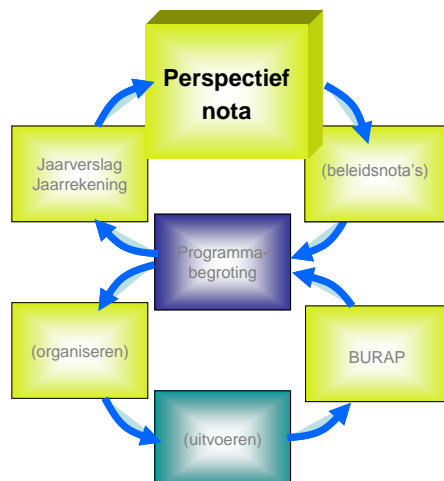 Perspectief
nota
Jaarverslag
Jaarrekening
(beleidsnota's)
Programma-
begroting
(organiseren)
BURAP
(uitvoeren)